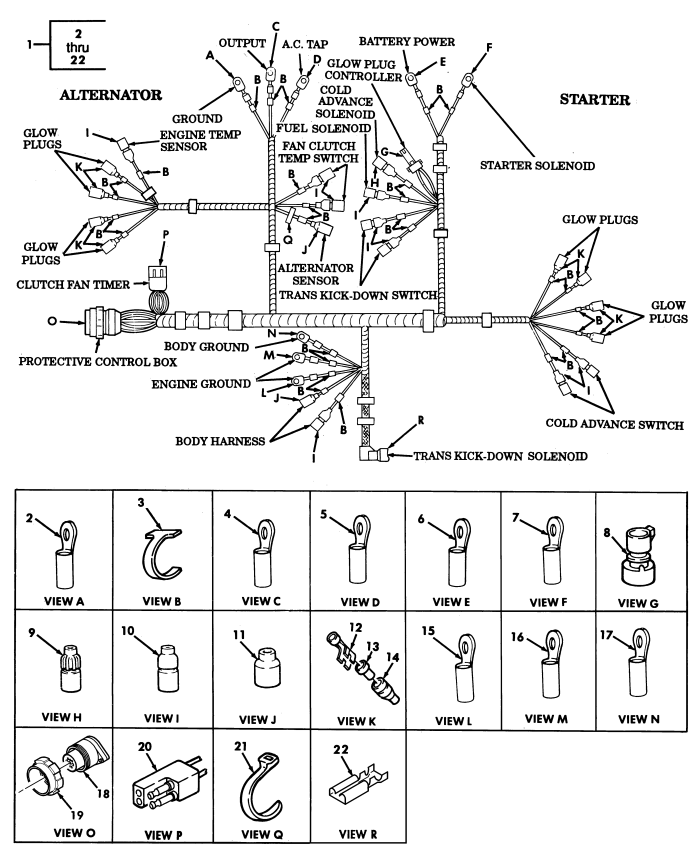 1
2
thru
22
ALTERNATOR
STARTER
C
OUTPUT
A.C. TAP
A
B
B
D
GROUND
BATTERY POWER
F
E
B
GLOW PLUG
CONTROLLER
COLD
ADVANCE
SOLENOID
FUEL SOLENOID
STARTER SOLENOID
GLOW
PLUGS
I
ENGINE TEMP
SENSOR
K
B
B
K
B
GLOW
PLUGS
FAN CLUTCH
TEMP SWITCH
B
I
B
Q
J
ALTERNATOR
SENSOR
G
H
B
I
B
I
TRANS KICK-DOWN SWITCH
P
CLUTCH FAN TIMER
O
PROTECTIVE CONTROL BOX
GLOW PLUGS
K
B
B
K
GLOW
PLUGS
B
I
COLD ADVANCE SWITCH
N
BODY GROUND
B
M
ENGINE GROUND
L
B
J
BODY HARNESS
B
I
R
TRANS KICK-DOWN SOLENOID
2
VIEW A
3
VIEW B
4
VIEW C
5
VIEW D
6
VIEW E
7
VIEW F
8
VIEW G
9
VIEW H
10
VIEW I
11
VIEW J
12
13
14
VIEW K
15
VIEW L
16
VIEW M
17
VIEW N
18
19
VIEW O
20
VIEW P
21
VIEW Q
22
VIEW R